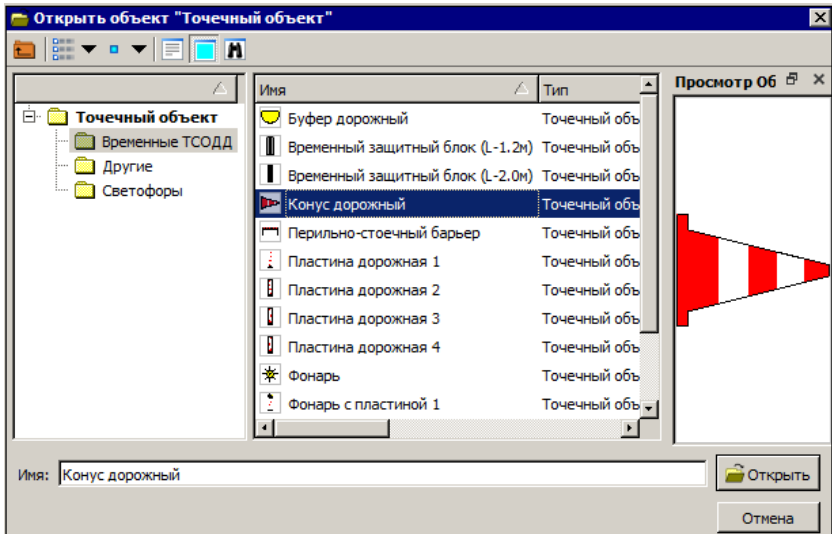 Открыть объект "Точечный объект"
Имя
Тип
Просмотр Об
Точечный объект
Временные ТСОДД
Другие
Светофоры
Буфер дорожный Точечный объ
Временный защитный блок (L-1.2м) Точечный объ
Временный защитный блок (L-2.0м) Точечный объ
Конус дорожный Точечный объ
Перильно-стоечный барьер Точечный объ
Пластина дорожная 1 Точечный объ
Пластина дорожная 2 Точечный объ
Пластина дорожная 3 Точечный объ
Пластина дорожная 4 Точечный объ
Фонарь Точечный объ
Фонарь с пластиной 1 Точечный объ
Имя: Конус дорожный
Открыть
Отмена